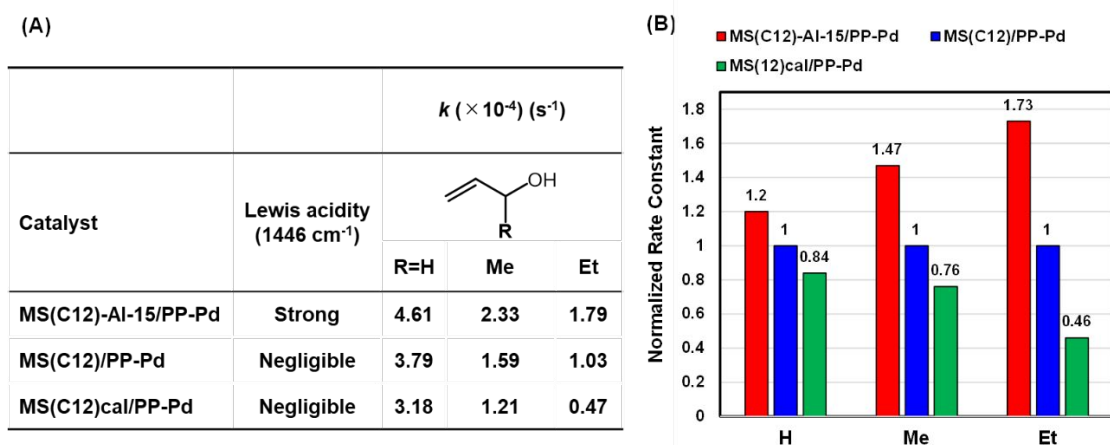 (A)
k (×10-4) (s-1)
Catalyst
Lewis acidity
(1446 cm-1)
OH
R
R=H Me Et
MS(C12)-Al-15/PP-Pd Strong 4.61 2.33 1.79
MS(C12)/PP-Pd Negligible 3.79 1.59 1.03
MS(C12)cal/PP-Pd Negligible 3.18 1.21 0.47
(B)
MS(C12)-Al-15/PP-Pd MS(C12)/PP-Pd
MS(12)cal/PP-Pd
Normalized Rate Constant
1.8
1.6
1.4
1.2
1
0.8
0.6
0.4
0.2
0
1.2 1 0.84
1.47 1 0.76
1.73 1 0.46
H Me Et